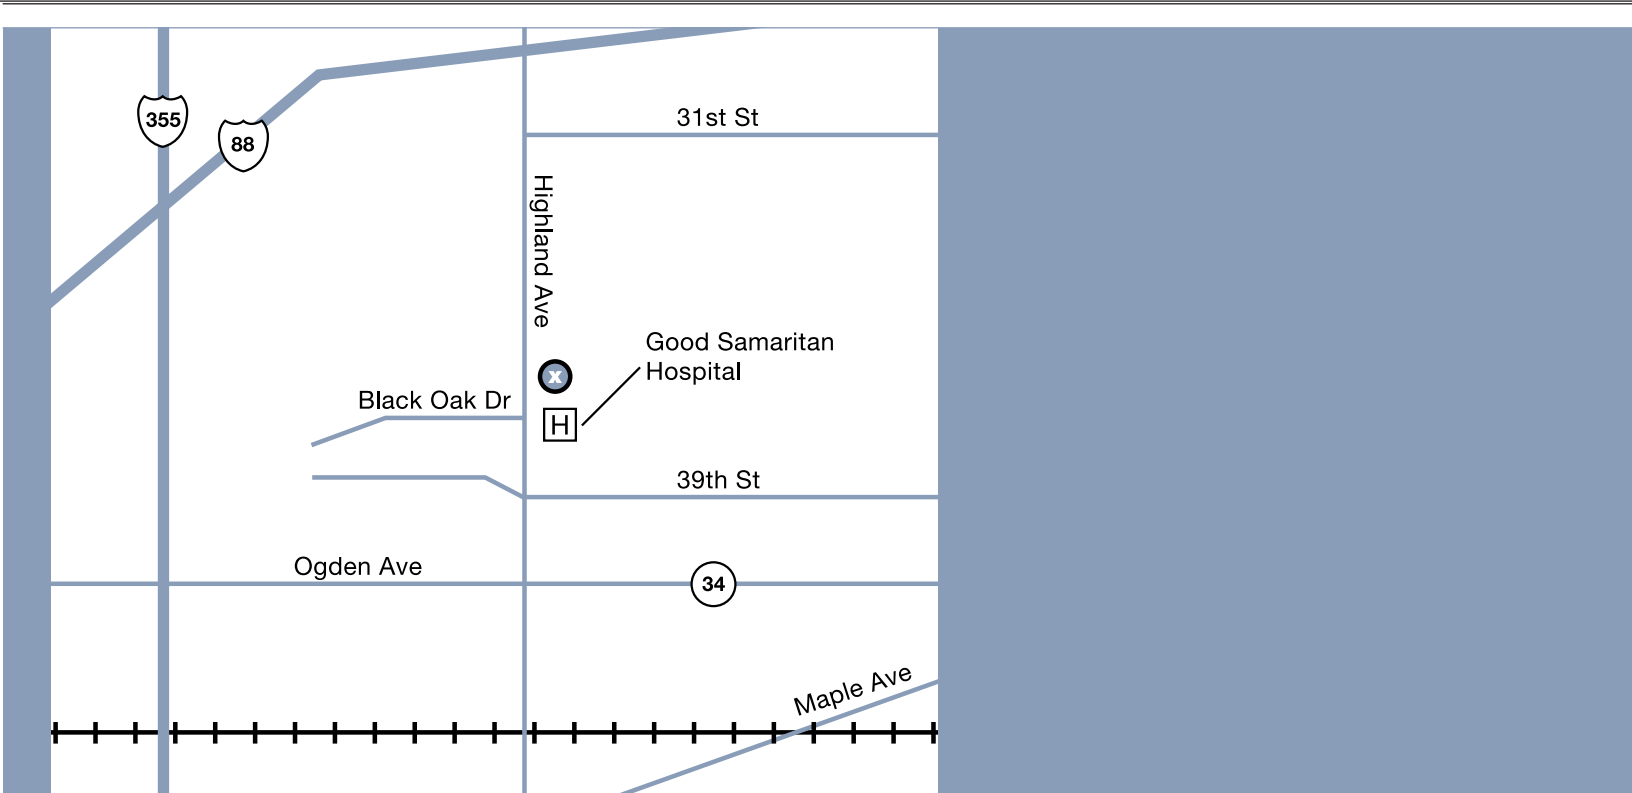 31st St
355
88
Highland Ave
Good Samaritan
Hospital
x
Black Oak Dr
H
39th St
Ogden Ave
34
Maple Ave